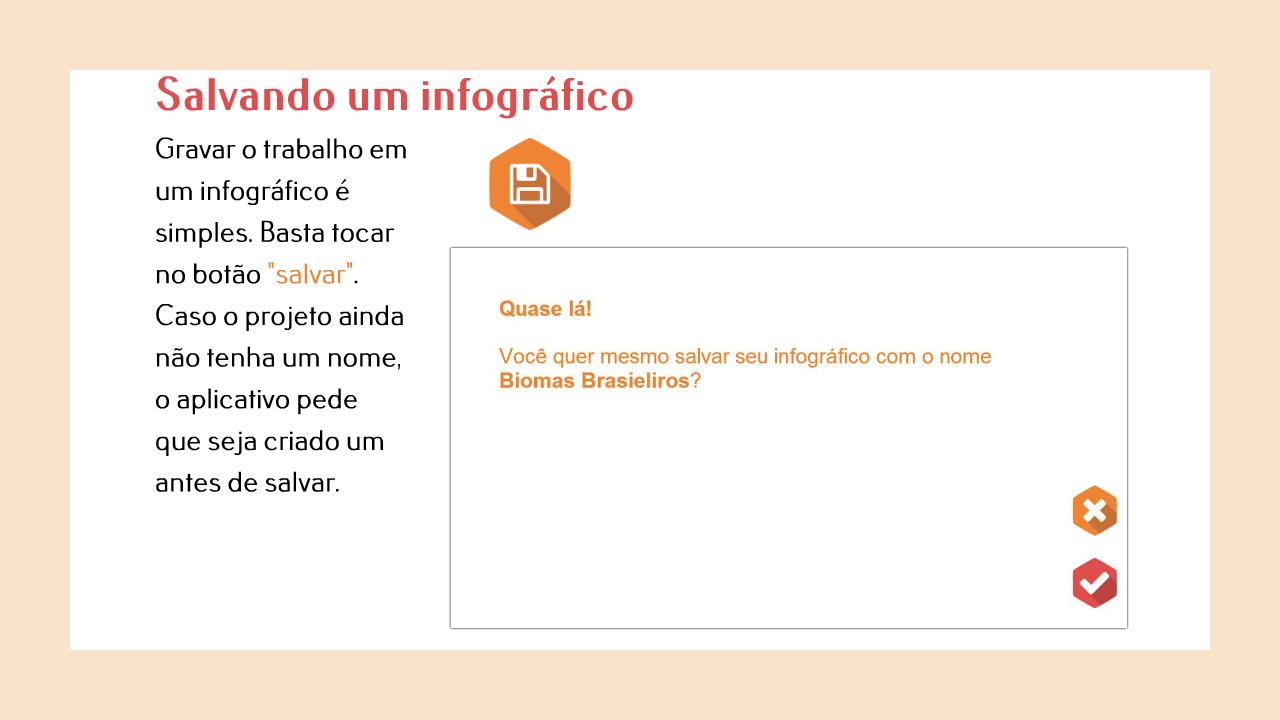 Salvando um infográfico
Gravar o trabalho em
um infográfico é
simples. Basta tocar
no botão "salvar".
Caso o projeto ainda
não tenha um nome,
o aplicativo pede
que seja criado um
antes de salvar.
Quase lá!
Você quer mesmo salvar seu infográfico com o nome
Biomas Brasieliros?